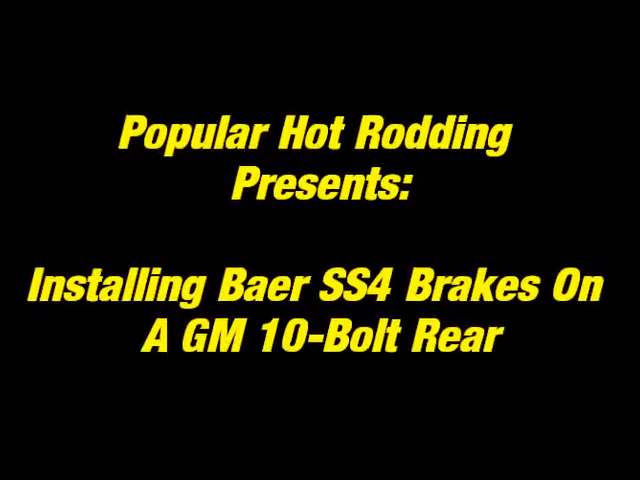 Popular Hot Rodding
Presents:
Installing Baer SS4 Brakes On
A GM 10-Bolt Rear